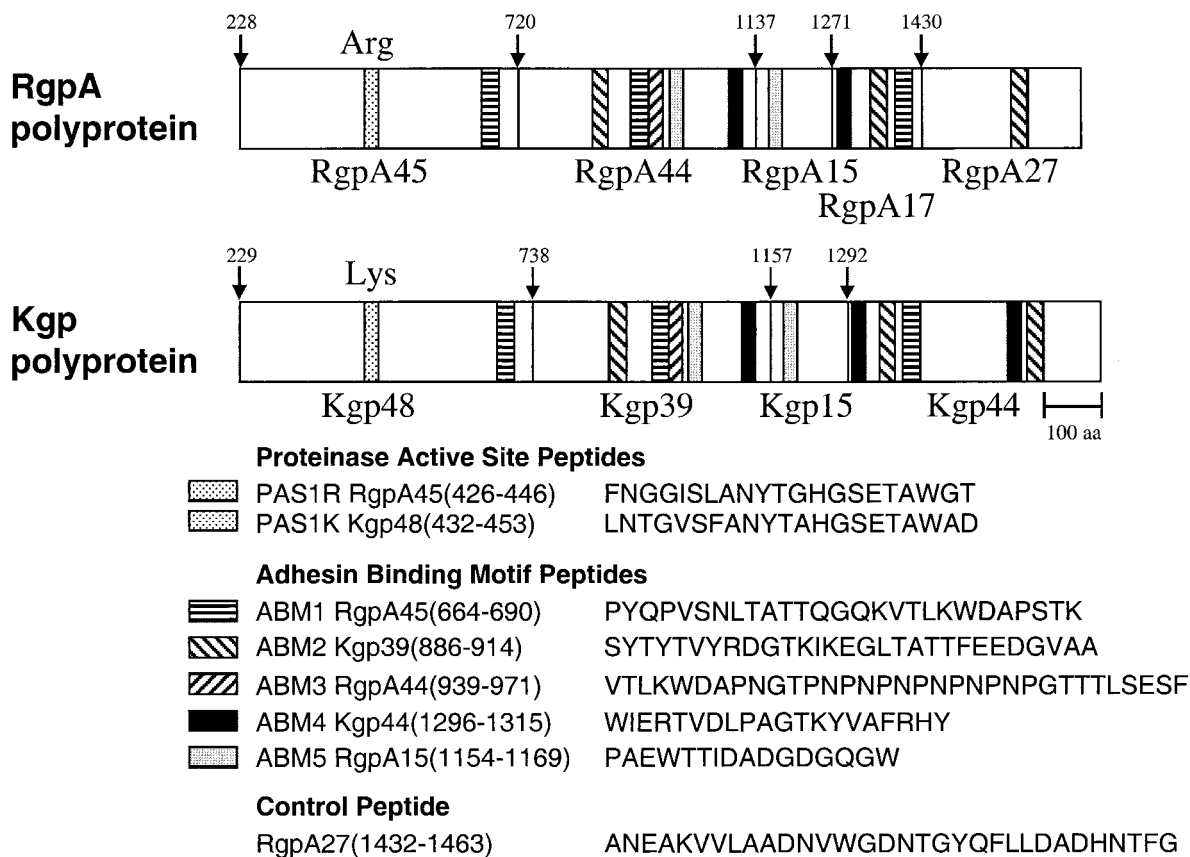 228 720 1137 1271 1430
Arg
RgpA
polyprotein
RgpA45 RgpA44 RgpA15 RgpA27
RgpA17
229 738 1157 1292
Lys
Kgp
polyprotein
Kgp48 Kgp39 Kgp15 Kgp44
100 aa
Proteinase Active Site Peptides
PAS1R RgpA45(426-446) FNGGISLANYTGHGSETAWGT
PAS1K Kgp48(432-453) LNTGVSFANYTAHGSETAWAD
Adhesin Binding Motif Peptides
ABM1 RgpA45(664-690) PYQPVSNLTATTQGQKVTLKWDAPSTK
ABM2 Kgp39(886-914) SYTYTVYRDGTKIKEGLTATTFEEDGVAA
ABM3 RgpA44(939-971) VTLKWDAPNGTPNPNPNPNPNPNPGTTTLSESF
ABM4 Kgp44(1296-1315) WIERTVDLPAGTKYVAFRHY
ABM5 RgpA15(1154-1169) PAEWTTIDADGDGQGW
Control Peptide
RgpA27(1432-1463) ANEAKVVLAADNVWGDNTGYQFLLDADHNTFG